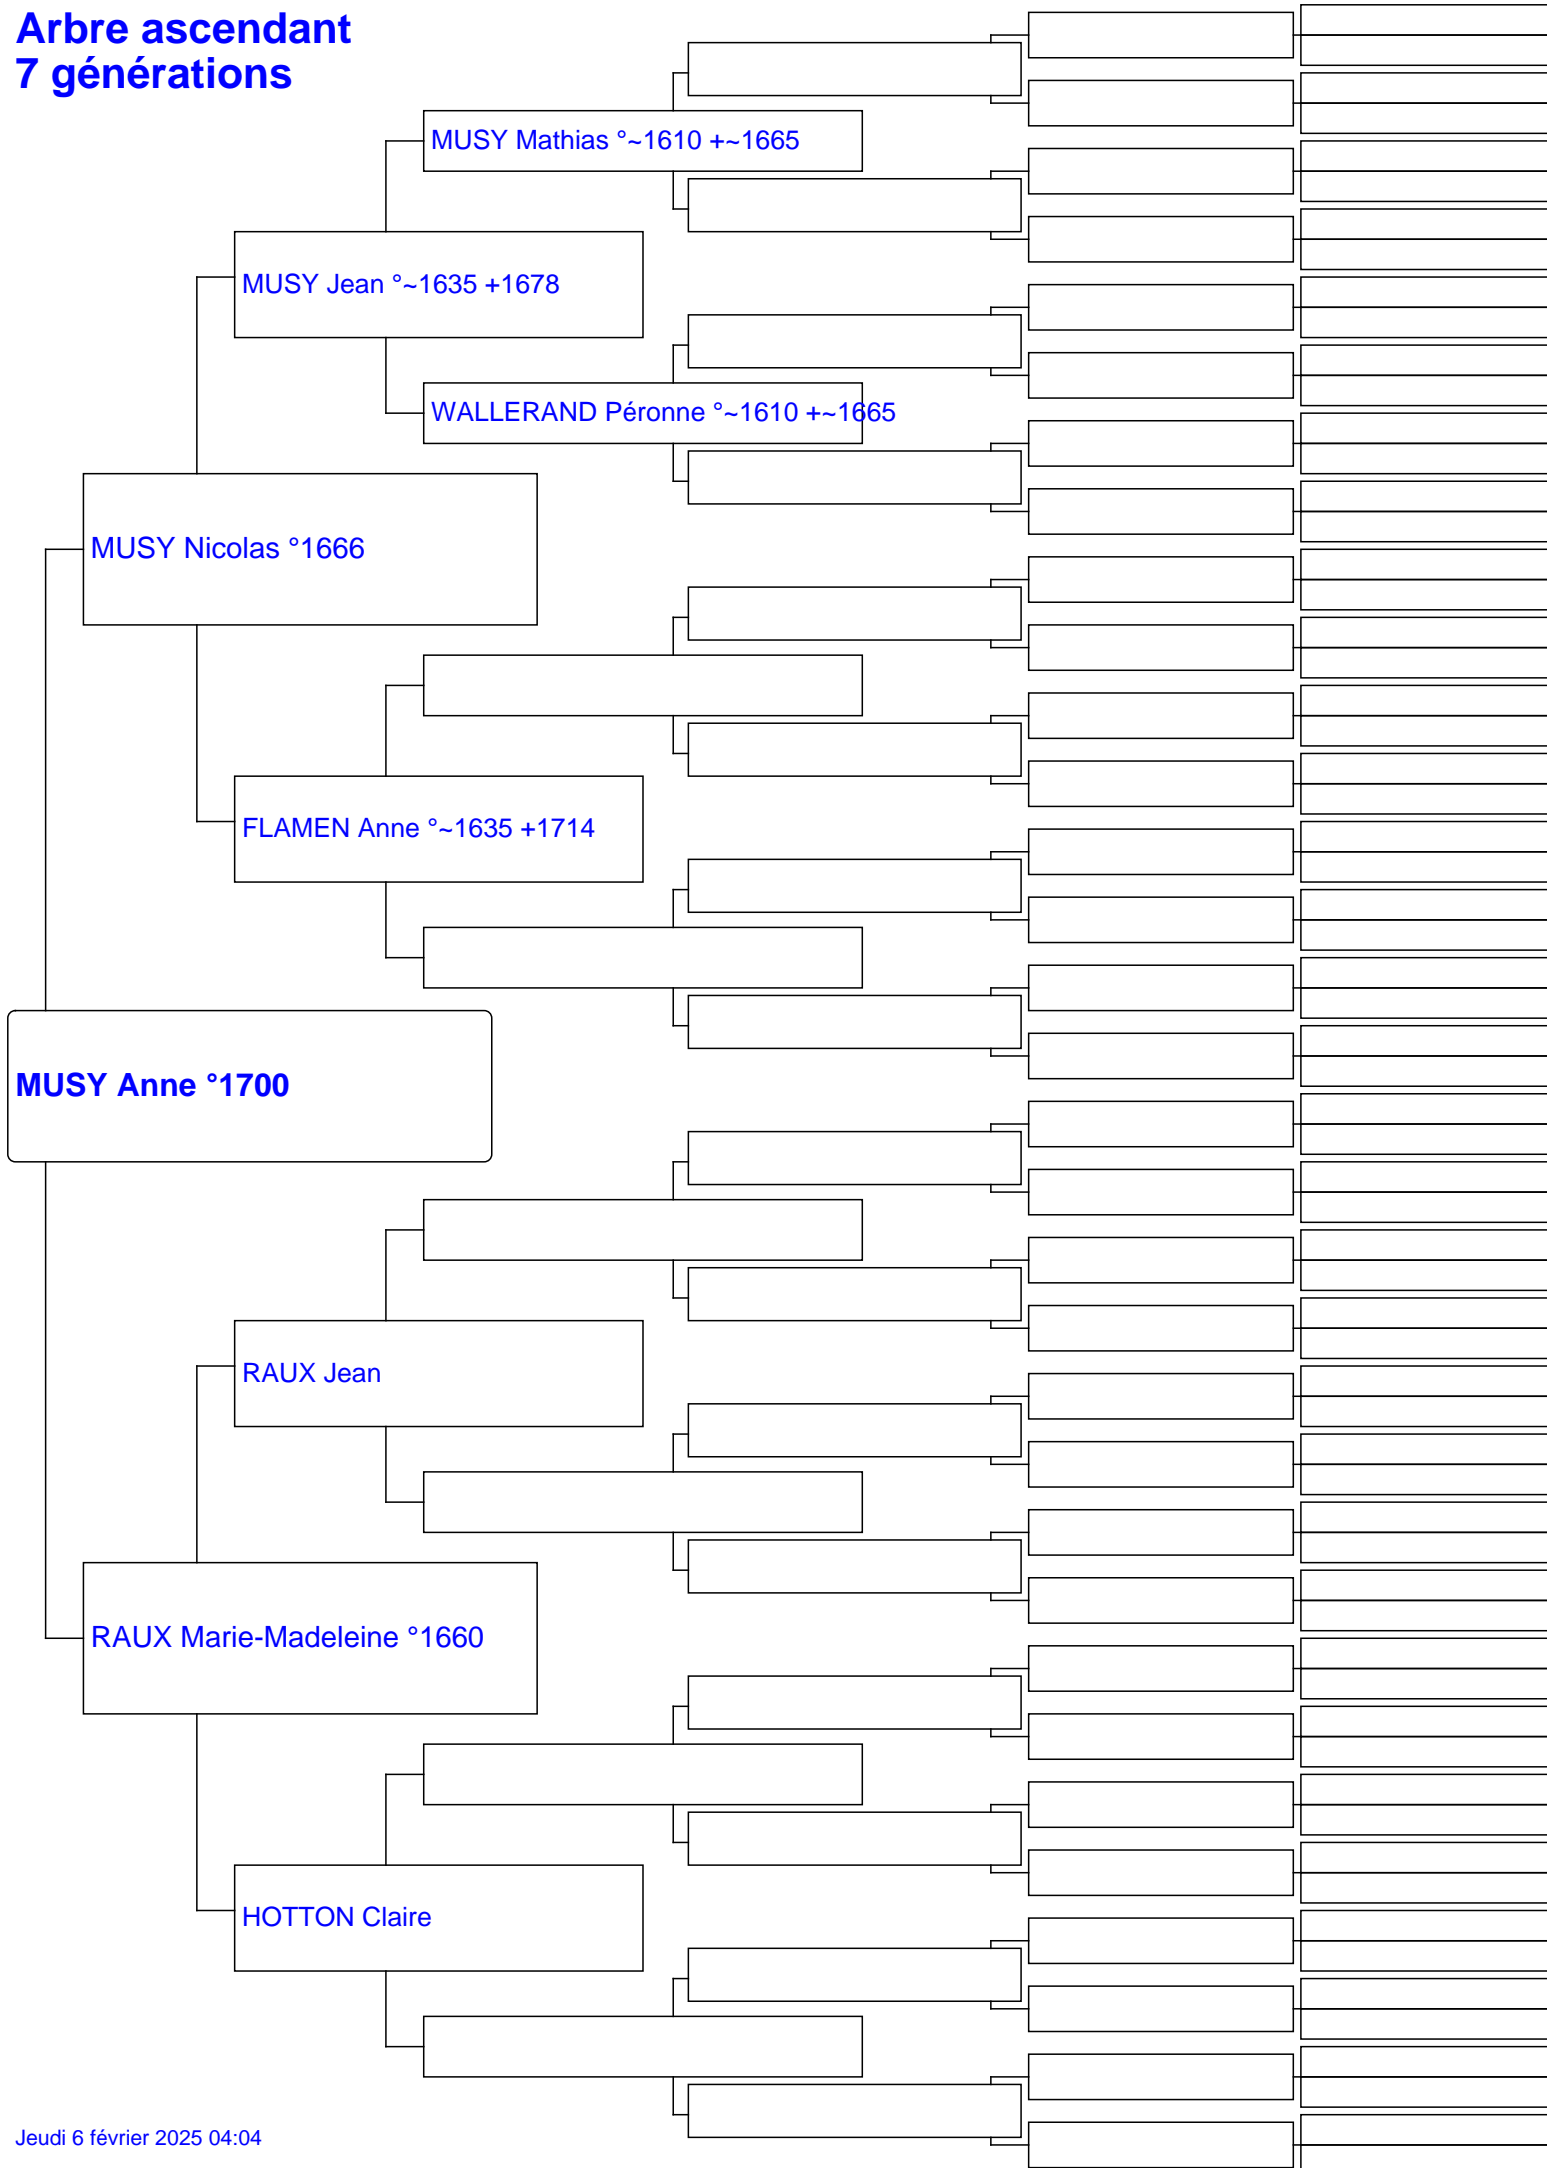 Arbre ascendant
7 générations
MUSY Mathias °~1610 +~1665
MUSY Jean °~1635 +1678
WALLERAND Péronne °~1610 +~1665
MUSY Nicolas °1666
FLAMEN Anne °~1635 +1714
MUSY Anne °1700
RAUX Jean
RAUX Marie-Madeleine °1660
HOTTON Claire
Jeudi 6 février 2025 04:04